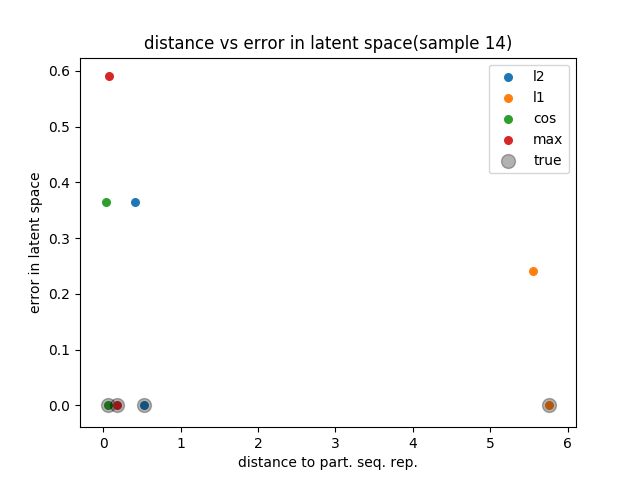 distance vs error in latent space(sample 14)
error in latent space
0.6
0.5
0.4
0.3
0.2
0.1
0.0
l2
l1
cos
max
true
0 1 2 3 4 5 6
distance to part. seq. rep.